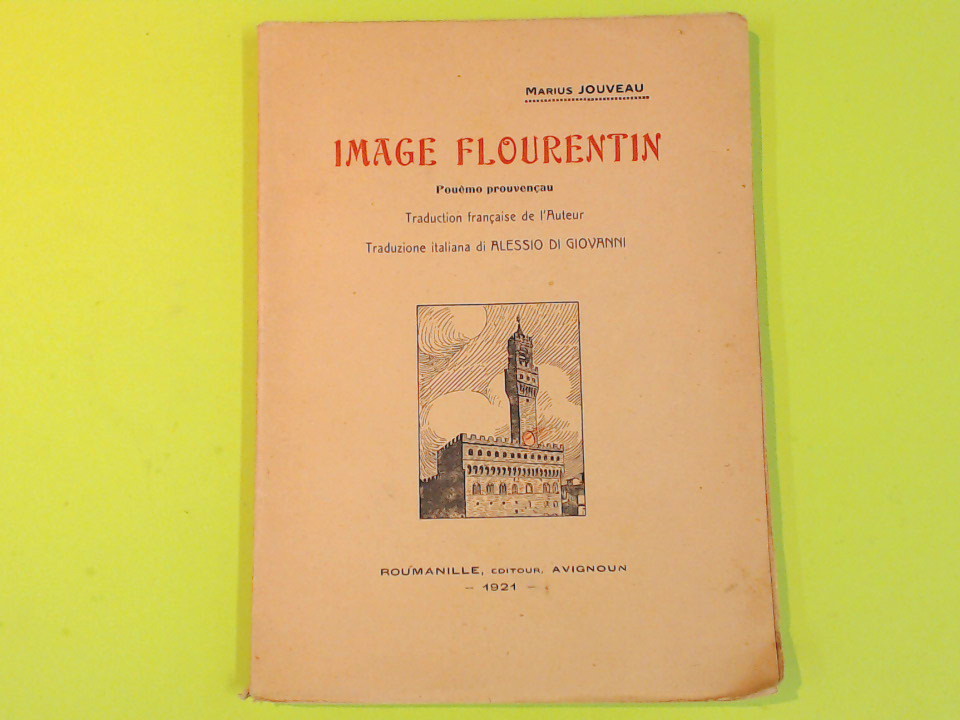 Marius JOUVEAU
IMAGE FLOURENTIN
Pouèmo prouvençau
Traduction française de l'Auteur
Traduzione italiana di ALESSIO DI GIOVANNI
ROUMANILLE, EDITOUR, AVIGNOUN
– 1921 –